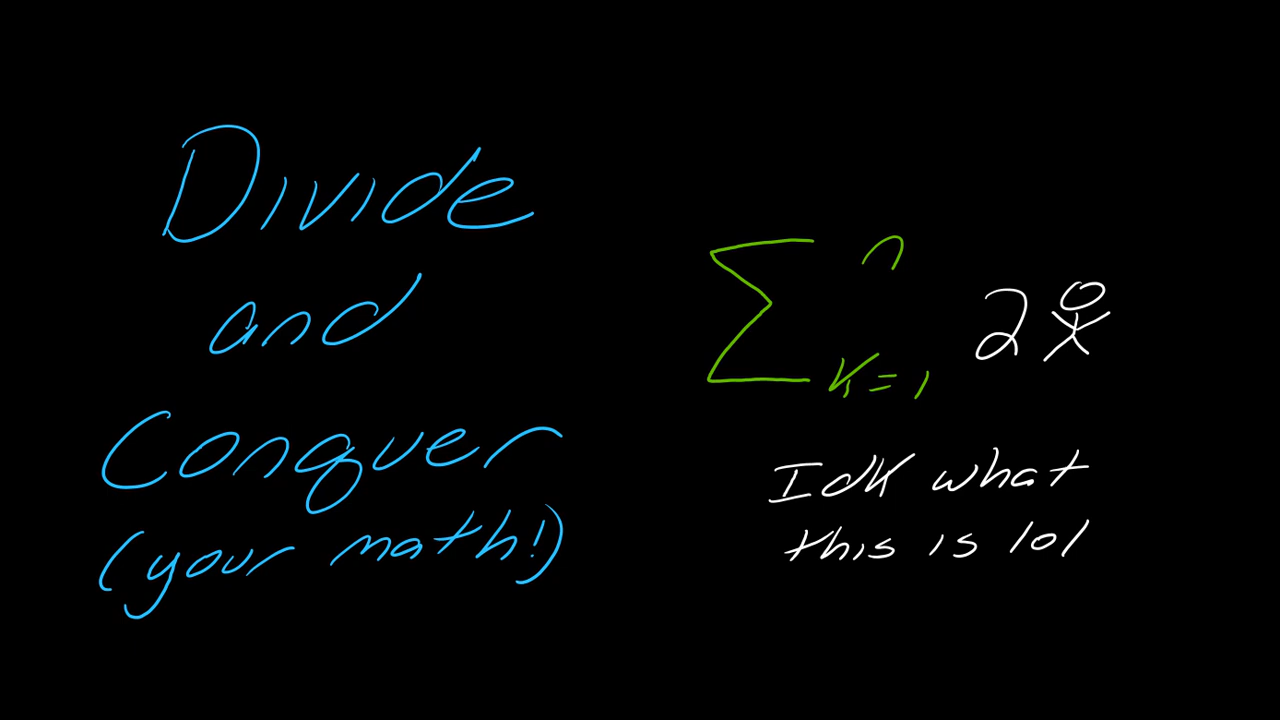 Divide
and
Conquer
(your math!)
n
∑ 2
k=1
Idk what
this is lol